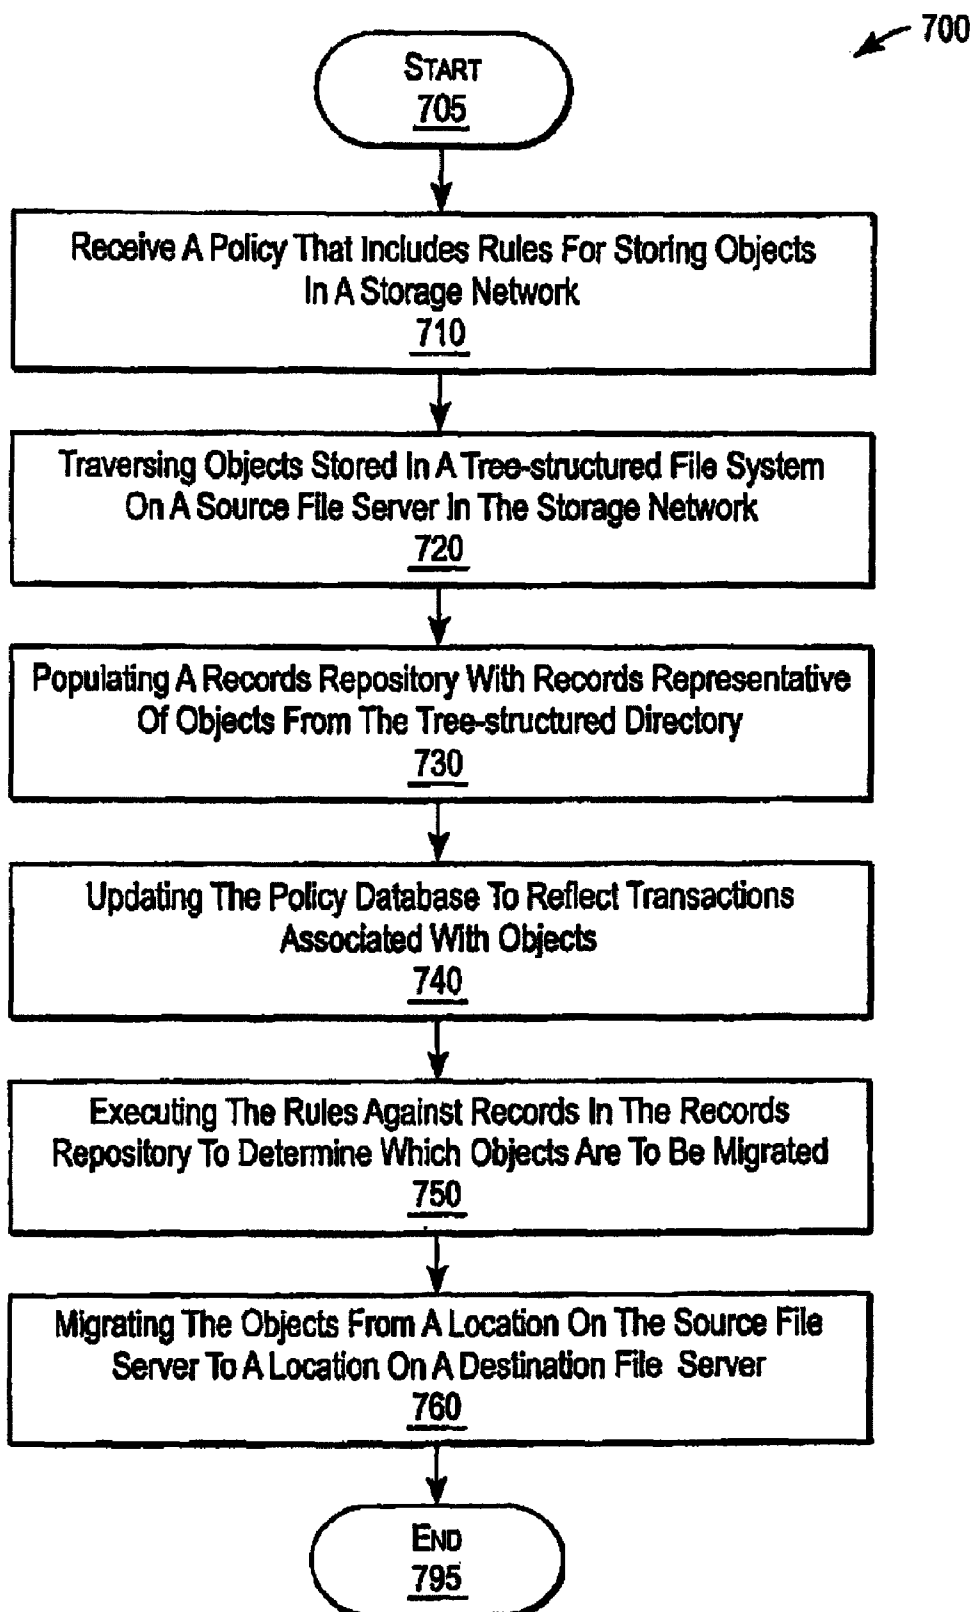 700
START
705
Receive A Policy That Includes Rules For Storing Objects
In A Storage Network
710
Traversing Objects Stored In A Tree-structured File System
On A Source File Server In The Storage Network
720
Populating A Records Repository With Records Representative
Of Objects From The Tree-structured Directory
730
Updating The Policy Database To Reflect Transactions
Associated With Objects
740
Executing The Rules Against Records In The Records
Repository To Determine Which Objects Are To Be Migrated
750
Migrating The Objects From A Location On The Source File
Server To A Location On A Destination File Server
760
END
795